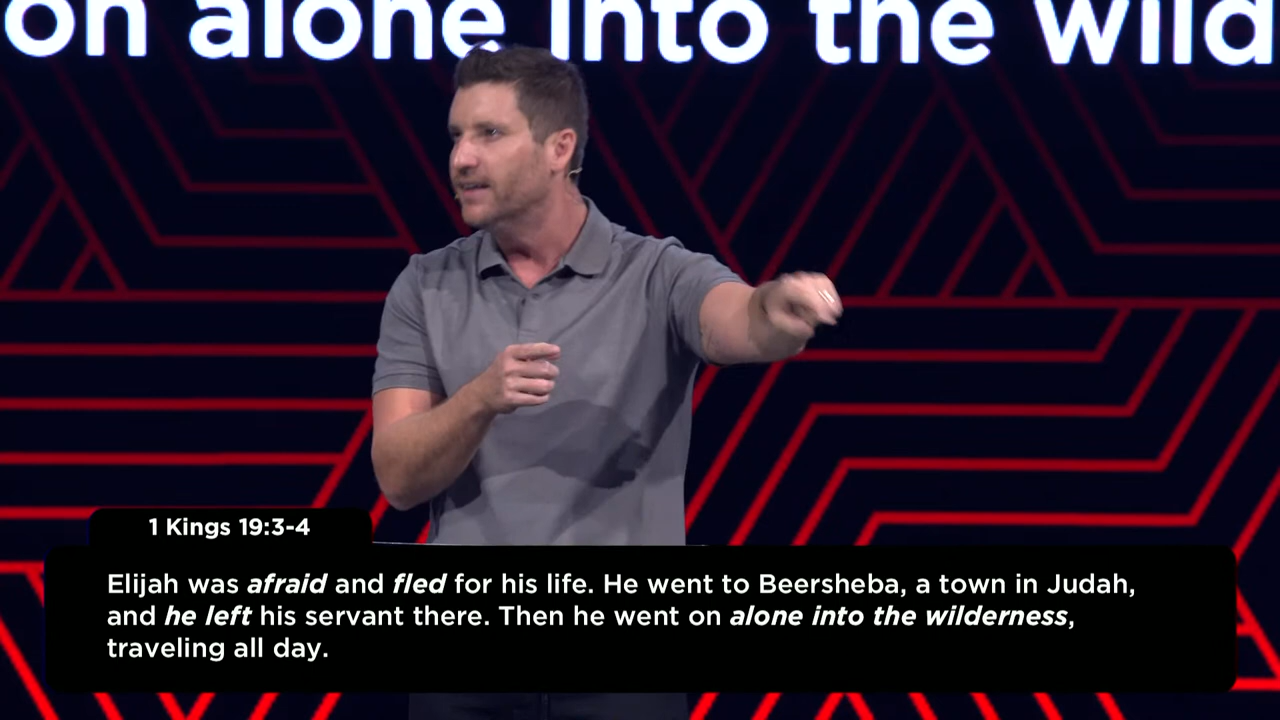 on alone into the wild
1 Kings 19:3-4
Elijah was afraid and fled for his life. He went to Beersheba, a town in Judah,
and he left his servant there. Then he went on alone into the wilderness,
traveling all day.